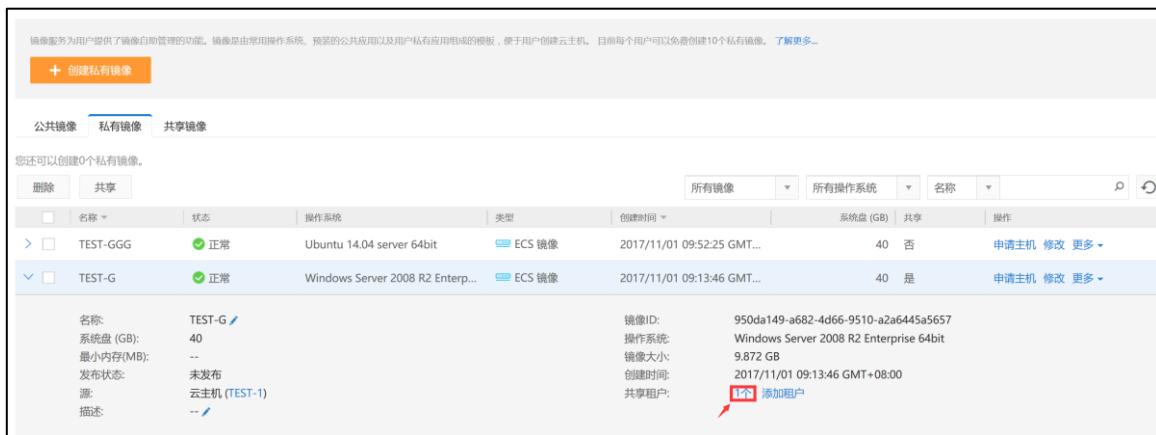 镜像服务为用户提供了镜像自助管理的功能。镜像是由常用操作系统、预装的公共应用以及用户私有应用组成的模板，便于用户创建云主机。 目前每个用户可以免费创建10个私有镜像。 了解更多...
+ 创建私有镜像
公共镜像 私有镜像 共享镜像
您还可以创建0个私有镜像。
删除 共享 所有镜像 所有操作系统 名称
名称 状态 操作系统 类型 创建时间 系统盘 (GB) 共享 操作
TEST-GGG 正常 Ubuntu 14.04 server 64bit ECS 镜像 2017/11/01 09:52:25 GMT... 40 否 申请主机 修改 更多
TEST-G 正常 Windows Server 2008 R2 Enterp... ECS 镜像 2017/11/01 09:13:46 GMT... 40 是 申请主机 修改 更多
名称: TEST-G 镜像ID: 950da149-a682-4d66-9510-a2a6445a5657
系统盘 (GB): 40 操作系统: Windows Server 2008 R2 Enterprise 64bit
最小内存(MB): -- 镜像大小: 9.872 GB
发布状态: 未发布 创建时间: 2017/11/01 09:13:46 GMT+08:00
源: 云主机 (TEST-1) 共享租户: 1个 添加租户
描述: --